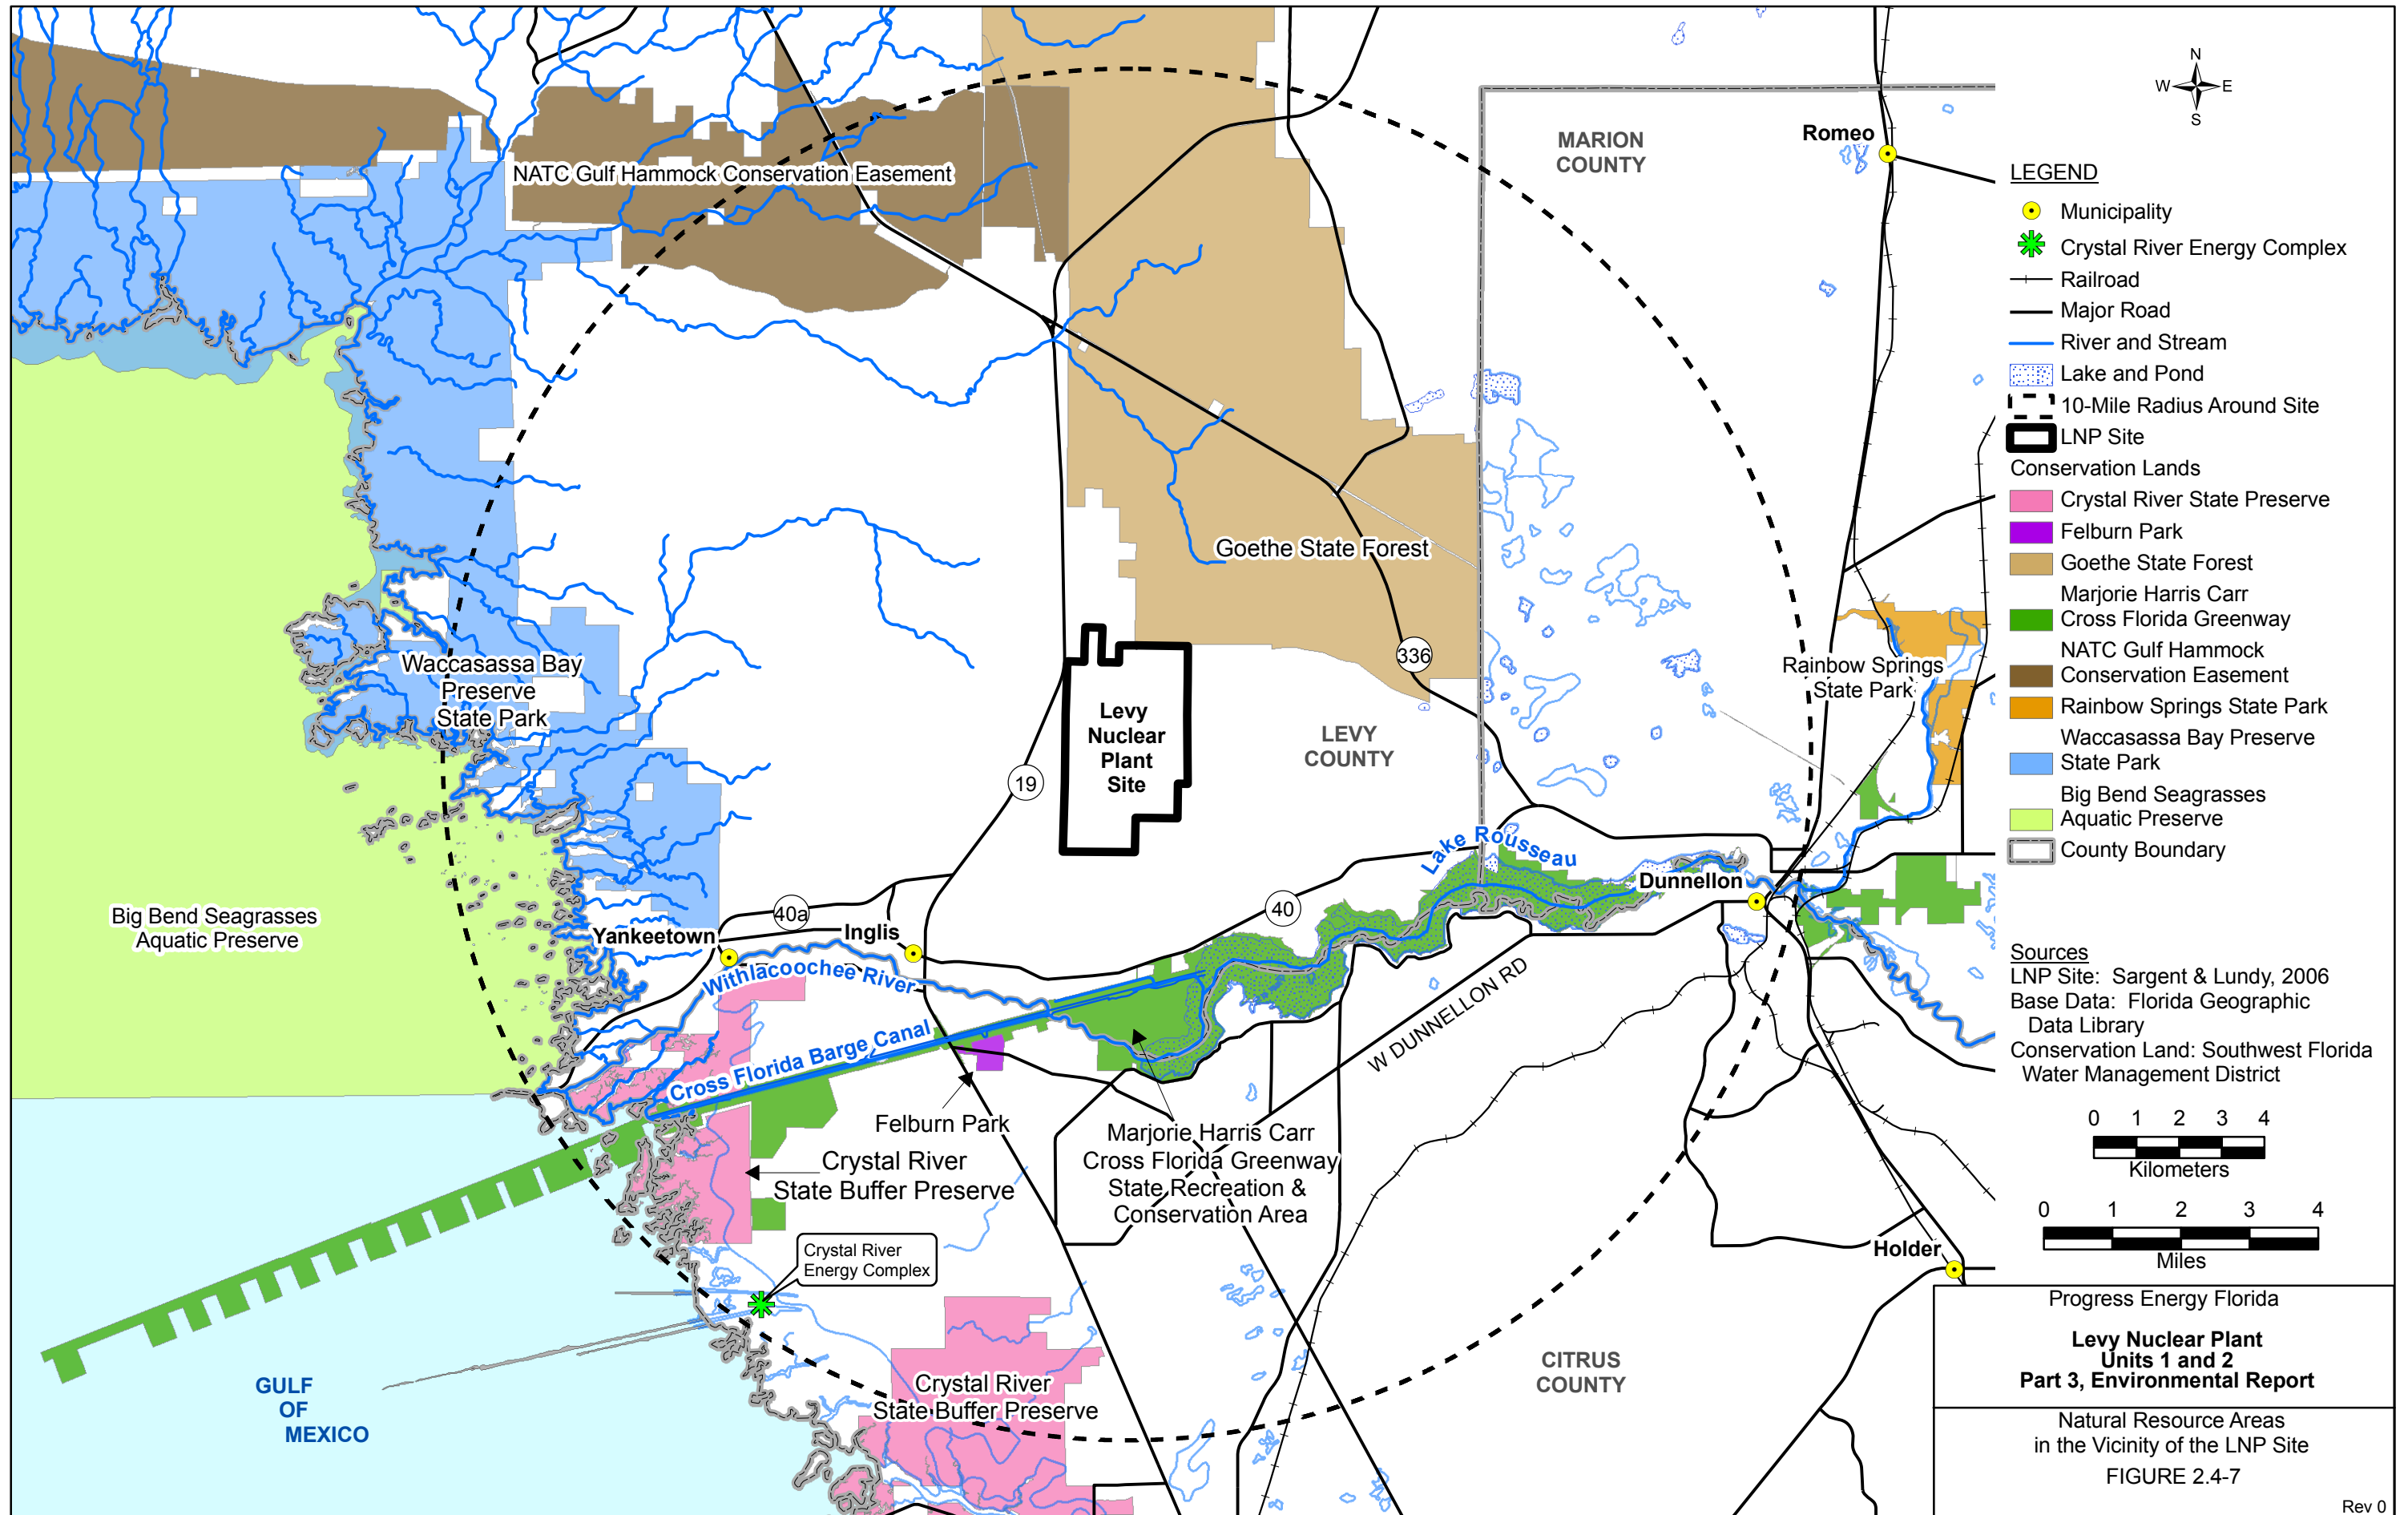 NATC Gulf Hammock Conservation Easement
MARION
COUNTY
Romeo
Goethe State Forest
336
Waccasassa Bay
Preserve
State Park
Levy
Nuclear
Plant
Site
LEVY
COUNTY
19
Rainbow Springs
State Park
Lake Rousseau
Dunnellon
Big Bend Seagrasses
Aquatic Preserve
40a
Yankeetown
Inglis
40
Withlacoochee River
Cross Florida Barge Canal
W DUNNELLON RD
Felburn Park
Marjorie Harris Carr
Cross Florida Greenway
State Recreation &
Conservation Area
Crystal River
State Buffer Preserve
Crystal River
Energy Complex
Holder
GULF
OF
MEXICO
Crystal River
State Buffer Preserve
CITRUS
COUNTY
N
W E
S
LEGEND
Municipality
Crystal River Energy Complex
Railroad
Major Road
River and Stream
Lake and Pond
10-Mile Radius Around Site
LNP Site
Conservation Lands
Crystal River State Preserve
Felburn Park
Goethe State Forest
Marjorie Harris Carr
Cross Florida Greenway
NATC Gulf Hammock
Conservation Easement
Rainbow Springs State Park
Waccasassa Bay Preserve
State Park
Big Bend Seagrasses
Aquatic Preserve
County Boundary
Sources
LNP Site: Sargent & Lundy, 2006
Base Data: Florida Geographic
Data Library
Conservation Land: Southwest Florida
Water Management District
0 1 2 3 4
Kilometers
0 1 2 3 4
Miles
Progress Energy Florida
Levy Nuclear Plant
Units 1 and 2
Part 3, Environmental Report
Natural Resource Areas
in the Vicinity of the LNP Site
FIGURE 2.4-7
Rev 0